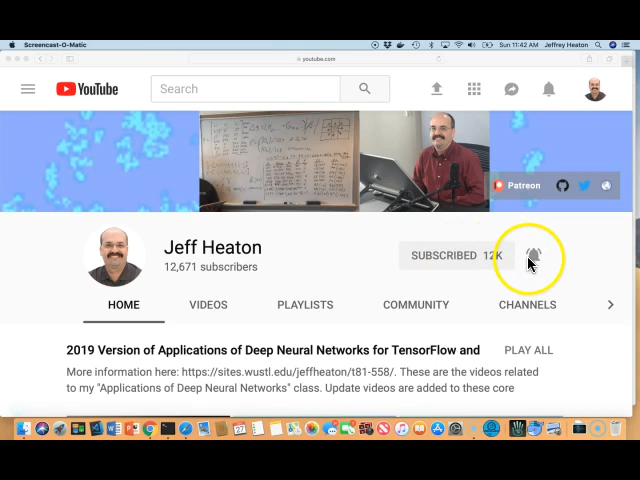 Screencast-O-Matic
Sun 11:42 AM Jeffrey Heaton
youtube.com
YouTube
Search
Patreon
Jeff Heaton
12,671 subscribers
SUBSCRIBED 12K
HOME VIDEOS PLAYLISTS COMMUNITY CHANNELS
2019 Version of Applications of Deep Neural Networks for TensorFlow and PLAY ALL
More information here: https://sites.wustl.edu/jeffheaton/t81-558/. These are the videos related
to my "Applications of Deep Neural Networks" class. Update videos are added to these core
27